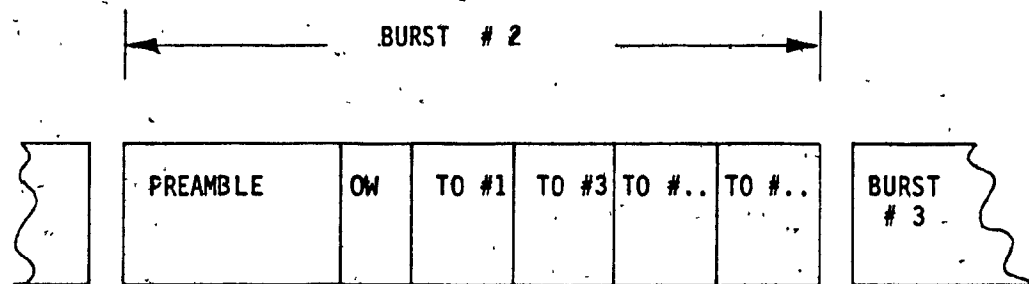 BURST # 2
PREAMBLE
OW
TO #1
TO #3
TO #..
TO #..
BURST
# 3